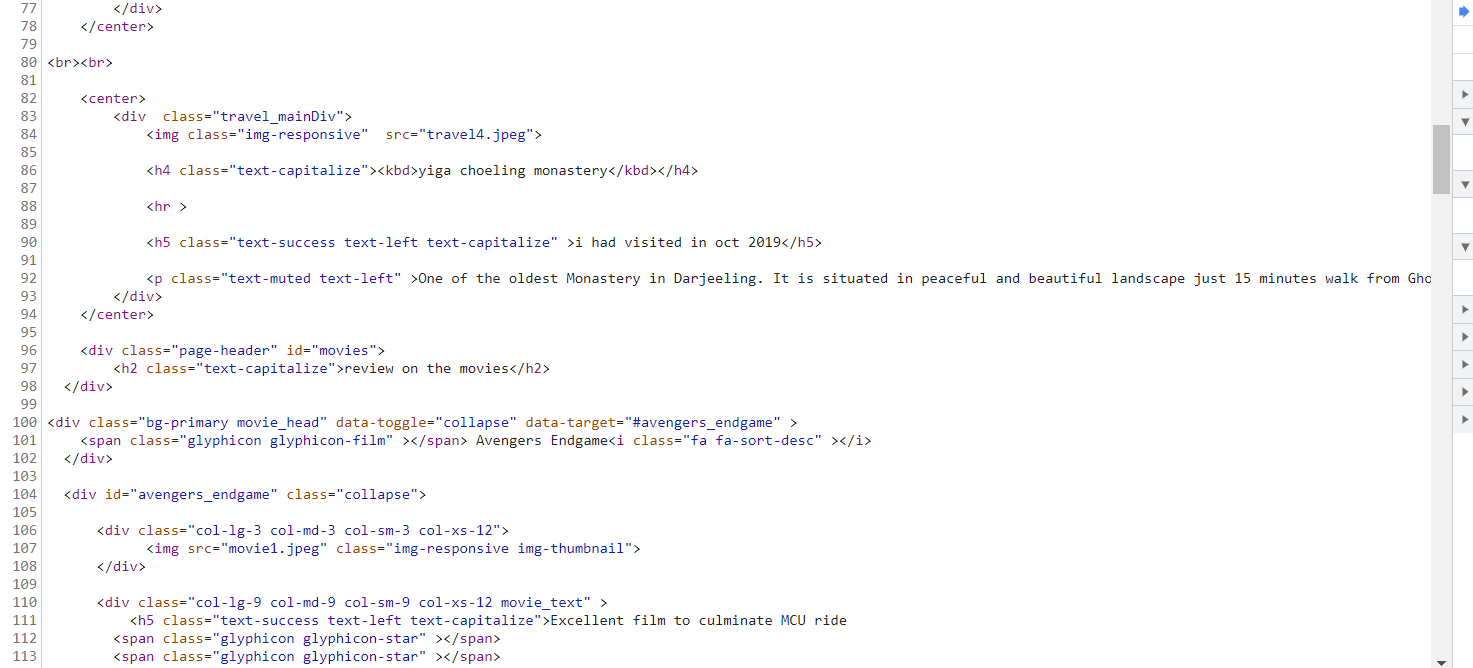 77         </div>
78     </center>
79
80 <br><br>
81
82     <center>
83         <div  class="travel_mainDiv">
84             <img class="img-responsive"  src="travel4.jpeg">
85
86             <h4 class="text-capitalize"><kbd>yiga choeling monastery</kbd></h4>
87
88             <hr >
89
90             <h5 class="text-success text-left text-capitalize" >i had visited in oct 2019</h5>
91
92             <p class="text-muted text-left" >One of the oldest Monastery in Darjeeling. It is situated in peaceful and beautiful landscape just 15 minutes walk from Gho
93         </div>
94     </center>
95
96     <div class="page-header" id="movies">
97         <h2 class="text-capitalize">review on the movies</h2>
98   </div>
99
100 <div class="bg-primary movie_head" data-toggle="collapse" data-target="#avengers_endgame" >
101     <span class="glyphicon glyphicon-film" ></span> Avengers Endgame<i class="fa fa-sort-desc" ></i>
102   </div>
103
104   <div id="avengers_endgame" class="collapse">
105
106       <div class="col-lg-3 col-md-3 col-sm-3 col-xs-12">
107             <img src="movie1.jpeg" class="img-responsive img-thumbnail">
108       </div>
109
110       <div class="col-lg-9 col-md-9 col-sm-9 col-xs-12 movie_text" >
111           <h5 class="text-success text-left text-capitalize">Excellent film to culminate MCU ride
112         <span class="glyphicon glyphicon-star" ></span>
113         <span class="glyphicon glyphicon-star" ></span>